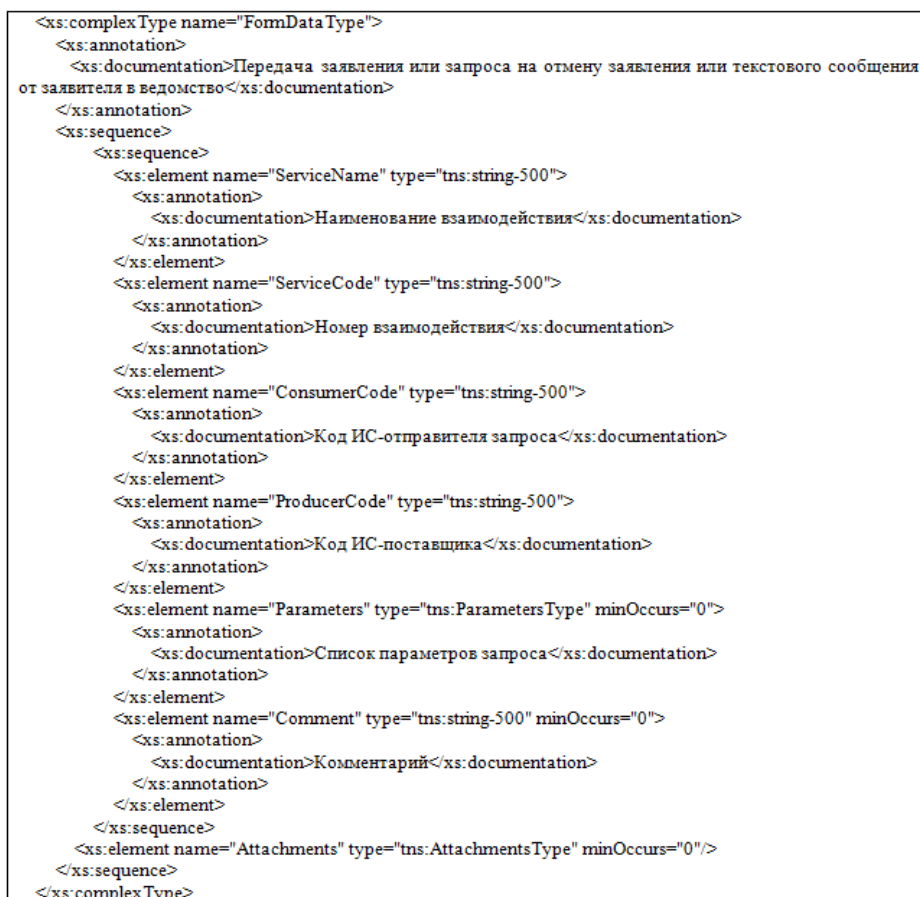 <xs:complexType name="FormDataType">
<xs:annotation>
<xs:documentation>Передача заявления или запроса на отмену заявления или текстового сообщения
от заявителя в ведомство</xs:documentation>
</xs:annotation>
<xs:sequence>
<xs:sequence>
<xs:element name="ServiceName" type="tns:string-500">
<xs:annotation>
<xs:documentation>Наименование взаимодействия</xs:documentation>
</xs:annotation>
</xs:element>
<xs:element name="ServiceCode" type="tns:string-500">
<xs:annotation>
<xs:documentation>Номер взаимодействия</xs:documentation>
</xs:annotation>
</xs:element>
<xs:element name="ConsumerCode" type="tns:string-500">
<xs:annotation>
<xs:documentation>Код ИС-отправителя запроса</xs:documentation>
</xs:annotation>
</xs:element>
<xs:element name="ProducerCode" type="tns:string-500">
<xs:annotation>
<xs:documentation>Код ИС-поставщика</xs:documentation>
</xs:annotation>
</xs:element>
<xs:element name="Parameters" type="tns:ParametersType" minOccurs="0">
<xs:annotation>
<xs:documentation>Список параметров запроса</xs:documentation>
</xs:annotation>
</xs:element>
<xs:element name="Comment" type="tns:string-500" minOccurs="0">
<xs:annotation>
<xs:documentation>Комментарий</xs:documentation>
</xs:annotation>
</xs:element>
</xs:sequence>
<xs:element name="Attachments" type="tns:AttachmentsType" minOccurs="0"/>
</xs:sequence>
</xs:complexType>